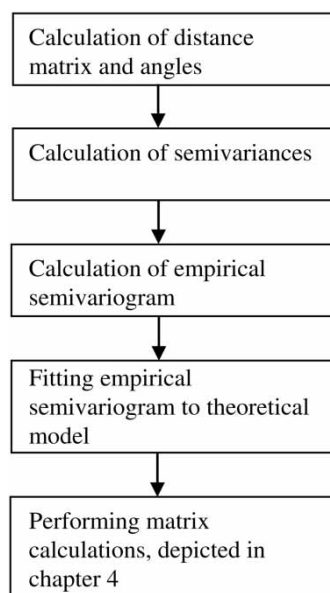 Calculation of distance
matrix and angles
Calculation of semivariances
Calculation of empirical
semivariogram
Fitting empirical
semivariogram to theoretical
model
Performing matrix
calculations, depicted in
chapter 4